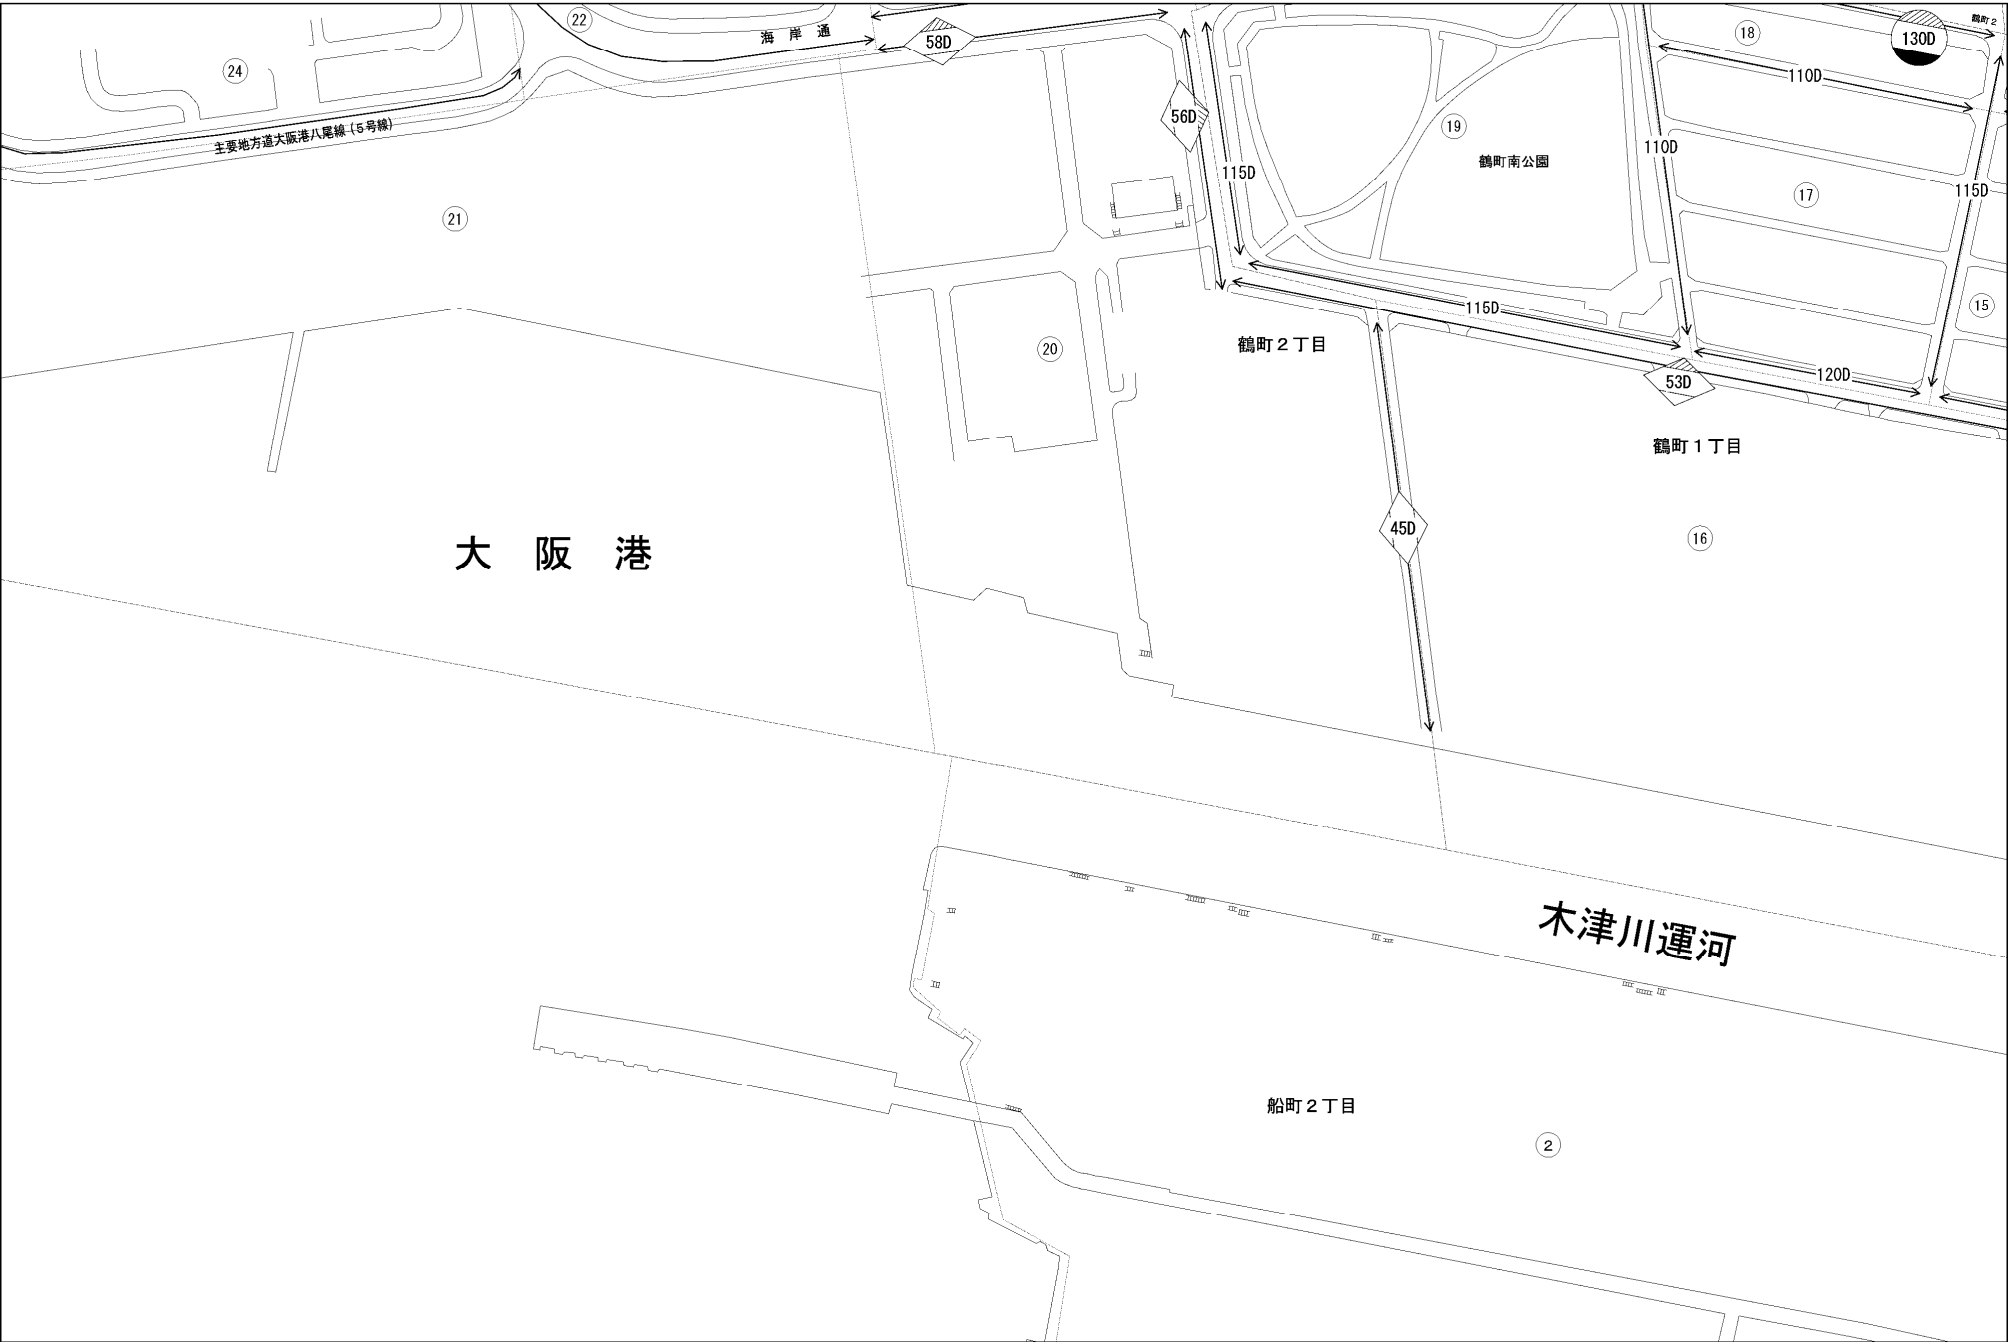 22
海岸通
58D
18
130D
鶴町2
24
110D
主要地方道大阪港八尾線（5号線）
56D
19
110D
115D
鶴町南公園
17
115D
21
115D
15
20
鶴町２丁目
53D
120D
鶴町１丁目
45D
16
大阪港
木津川運河
船町２丁目
2